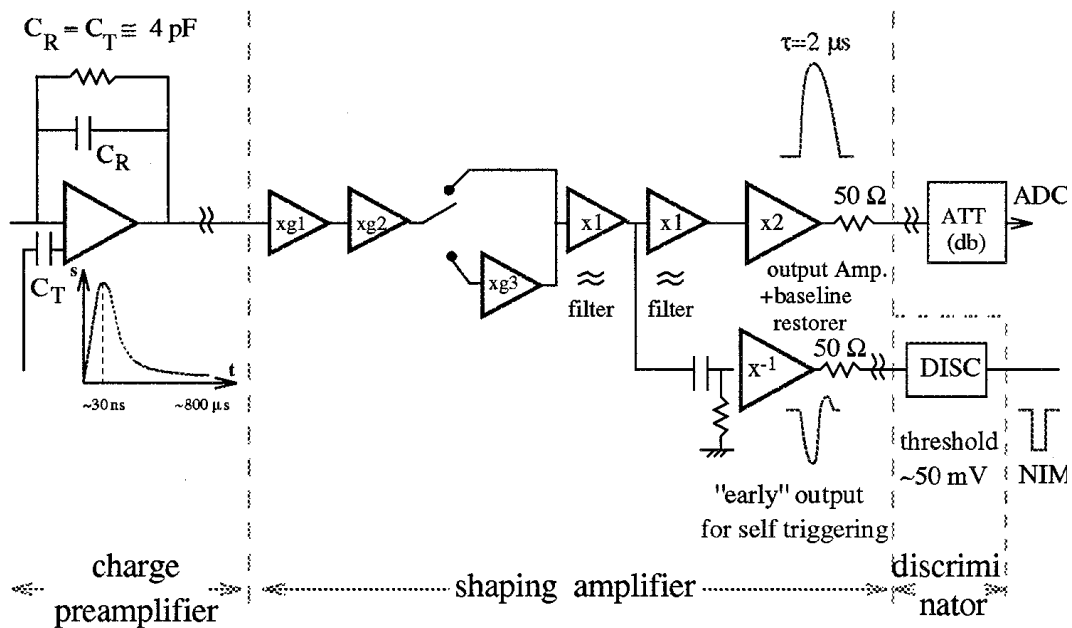 C_R = C_T ≅ 4 pF
C_R
C_T
s
t
~30 ns
~800 µs
xg1
xg2
xg3
x1
x1
x2
≈
filter
≈
filter
τ=2 µs
50 Ω
ATT
(db)
ADC
output Amp.
+baseline
restorer
x-1
50 Ω
DISC
threshold
~50 mV
NIM
"early" output
for self triggering
charge
preamplifier
shaping amplifier
discrimi
nator